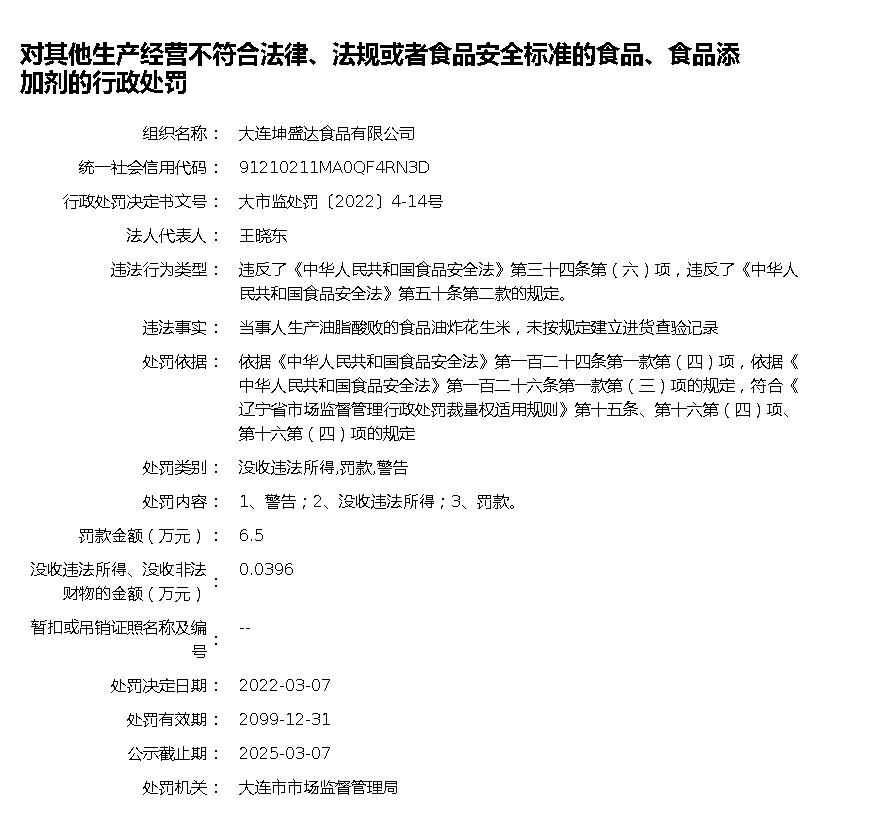 对其他生产经营不符合法律、法规或者食品安全标准的食品、食品添
加剂的行政处罚
组织名称： 大连坤盛达食品有限公司
统一社会信用代码： 91210211MA0QF4RN3D
行政处罚决定书文号： 大市监处罚〔2022〕4-14号
法人代表人： 王晓东
违法行为类型： 违反了《中华人民共和国食品安全法》第三十四条第（六）项，违反了《中华人
民共和国食品安全法》第五十条第二款的规定。
违法事实： 当事人生产油脂酸败的食品油炸花生米，未按规定建立进货查验记录
处罚依据： 依据《中华人民共和国食品安全法》第一百二十四条第一款第（四）项，依据《
中华人民共和国食品安全法》第一百二十六条第一款第（三）项的规定，符合《
辽宁省市场监督管理行政处罚裁量权适用规则》第十五条、第十六第（四）项、
第十六第（四）项的规定
处罚类别： 没收违法所得,罚款,警告
处罚内容： 1、警告；2、没收违法所得；3、罚款。
罚款金额（万元）： 6.5
没收违法所得、没收非法
财物的金额（万元）： 0.0396
暂扣或吊销证照名称及编
号： --
处罚决定日期： 2022-03-07
处罚有效期： 2099-12-31
公示截止期： 2025-03-07
处罚机关： 大连市市场监督管理局